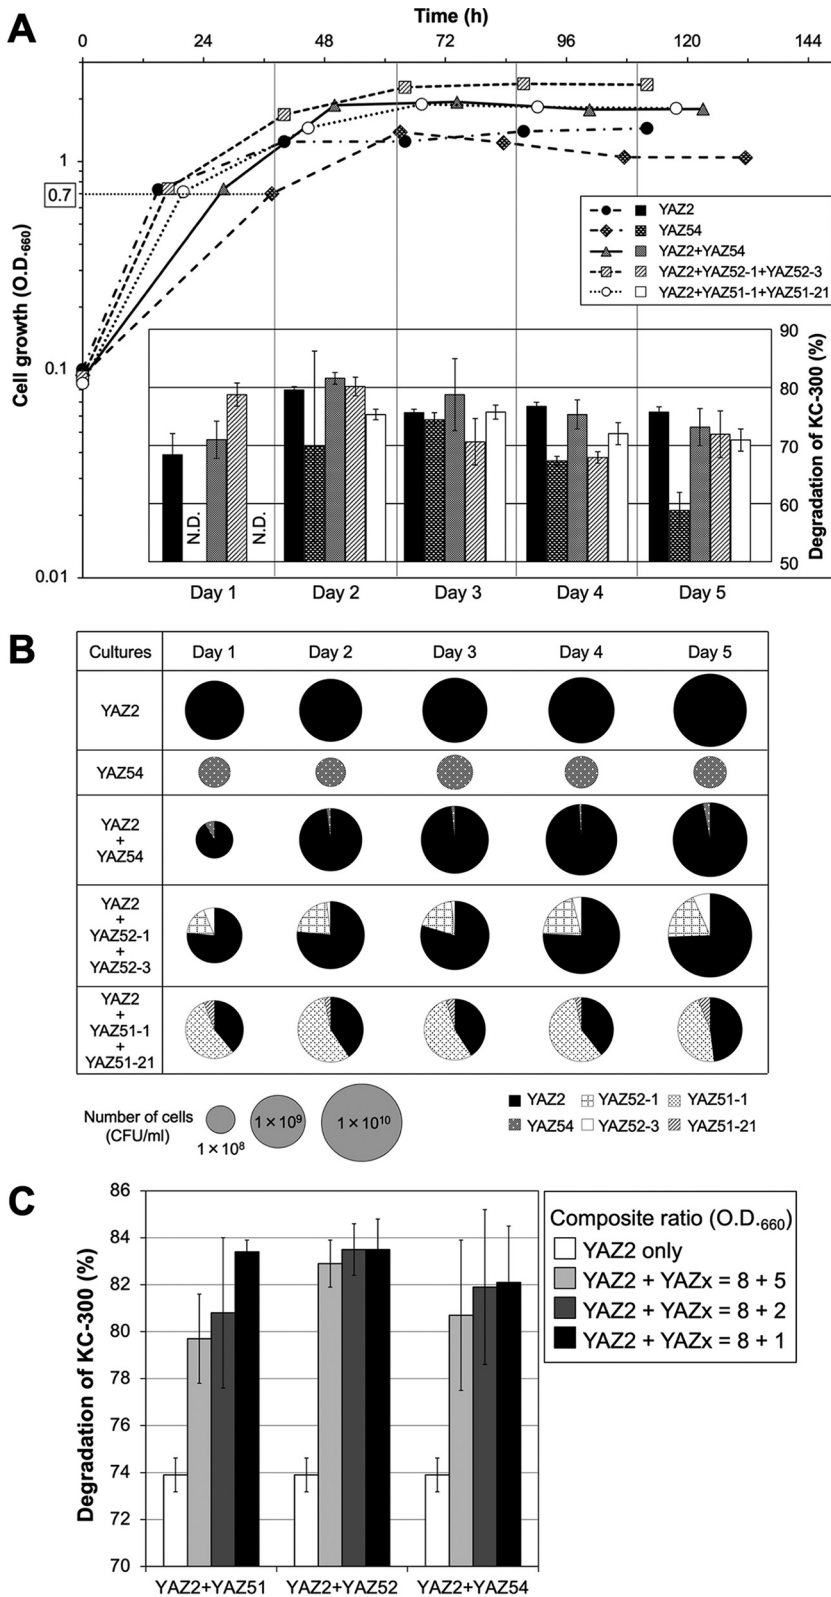 A
Time (h)
0 24 48 72 96 120 144
Cell growth (O.D.660)
1
0.7
0.1
0.01
YAZ2
YAZ54
YAZ2+YAZ54
YAZ2+YAZ52-1+YAZ52-3
YAZ2+YAZ51-1+YAZ51-21
90
80
70
60
50
Degradation of KC-300 (%)
N.D.
N.D.
Day 1 Day 2 Day 3 Day 4 Day 5
B
Cultures Day 1 Day 2 Day 3 Day 4 Day 5
YAZ2
YAZ54
YAZ2
+
YAZ54
YAZ2
+
YAZ52-1
+
YAZ52-3
YAZ2
+
YAZ51-1
+
YAZ51-21
Number of cells
(CFU/ml)
1×10⁸
1×10⁹
1×10¹⁰
YAZ2 YAZ52-1 YAZ51-1
YAZ54 YAZ52-3 YAZ51-21
C
Degradation of KC-300 (%)
86
84
82
80
78
76
74
72
70
YAZ2+YAZ51 YAZ2+YAZ52 YAZ2+YAZ54
Composite ratio (O.D.660)
YAZ2 only
YAZ2 + YAZx = 8 + 5
YAZ2 + YAZx = 8 + 2
YAZ2 + YAZx = 8 + 1